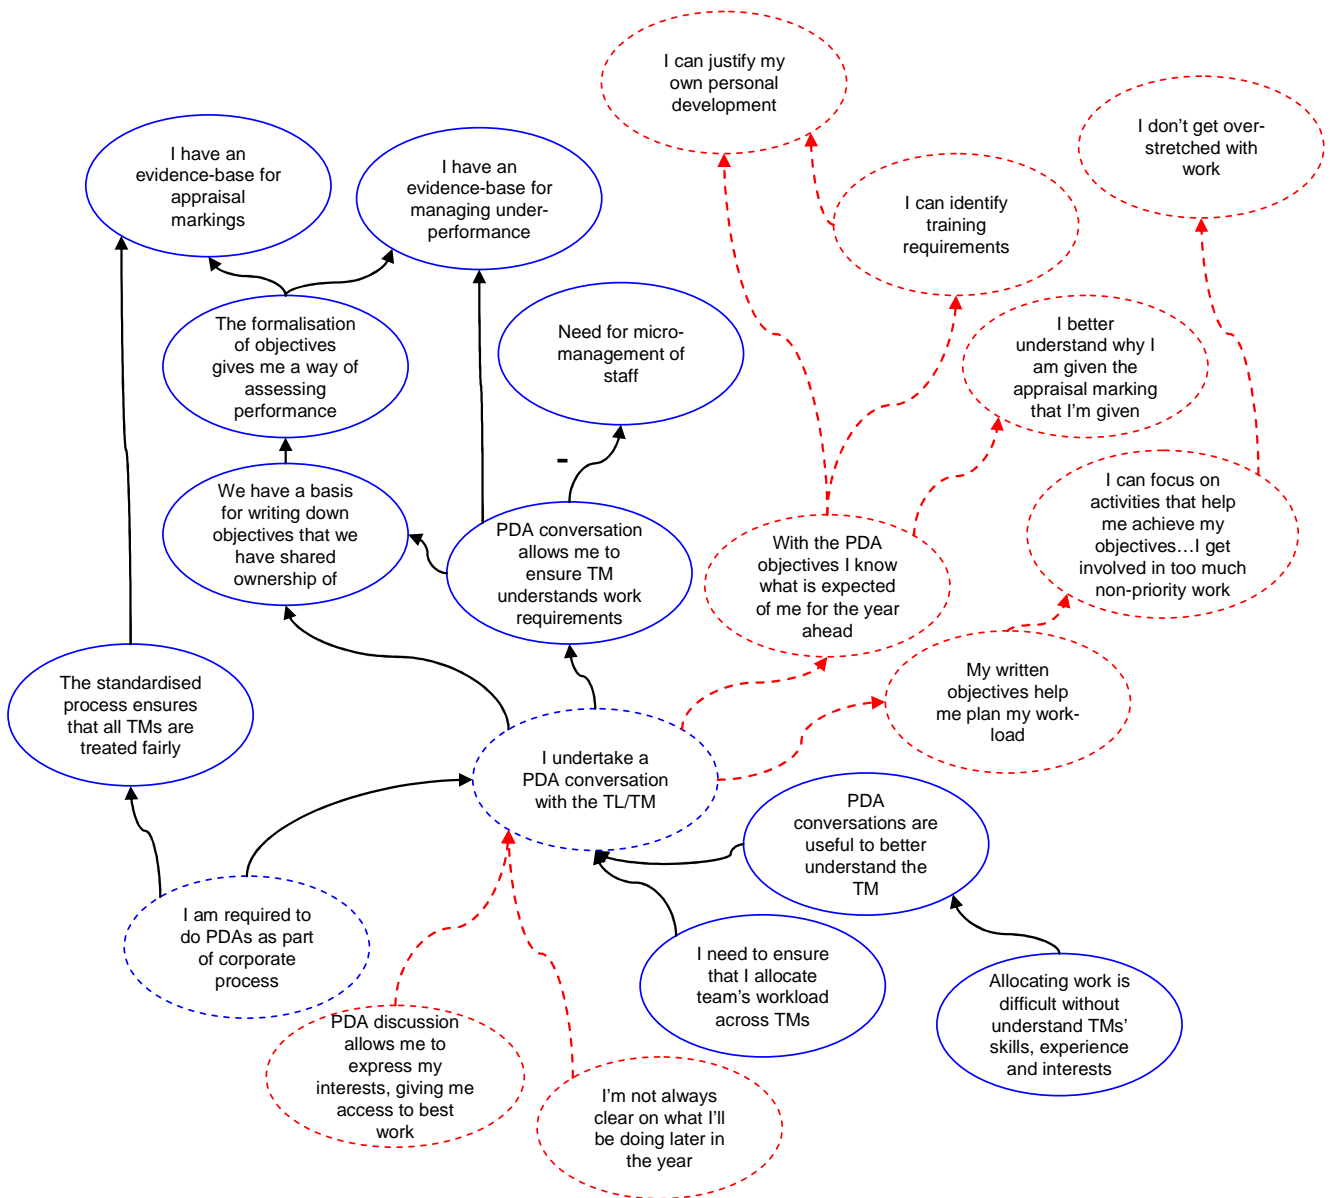 I can justify my
own personal
development
I don't get over-
stretched with
work
I have an
evidence-base for
appraisal
markings
I have an
evidence-base for
managing under-
performance
I can identify
training
requirements
The formalisation
of objectives
gives me a way of
assessing
performance
Need for micro-
management of
staff
I better
understand why I
am given the
appraisal marking
that I'm given
-
We have a basis
for writing down
objectives that we
have shared
ownership of
PDA conversation
allows me to
ensure TM
understands work
requirements
With the PDA
objectives I know
what is expected
of me for the year
ahead
I can focus on
activities that help
me achieve my
objectives…I get
involved in too much
non-priority work
The standardised
process ensures
that all TMs are
treated fairly
My written
objectives help
me plan my work-
load
I undertake a
PDA conversation
with the TL/TM
PDA
conversations are
useful to better
understand the
TM
I am required to
do PDAs as part
of corporate
process
I need to ensure
that I allocate
team's workload
across TMs
Allocating work is
difficult without
understand TMs'
skills, experience
and interests
PDA discussion
allows me to
express my
interests, giving me
access to best
work
I'm not always
clear on what I'll
be doing later in
the year